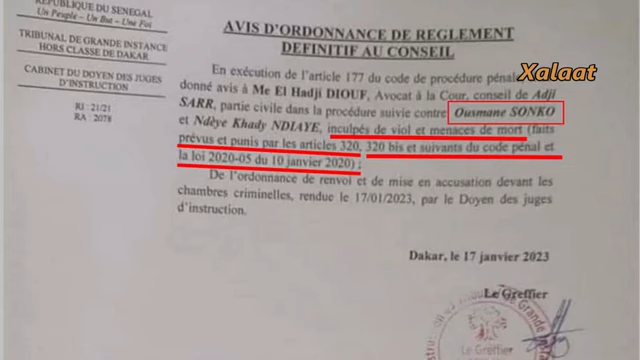 REPUBLIQUE DU SENEGAL
Un Peuple – Un But – Une Foi
TRIBUNAL DE GRANDE INSTANCE
HORS CLASSE DE DAKAR
CABINET DU DOYEN DES JUGES
D'INSTRUCTION
RI : 21/21
RA : 2078
AVIS D'ORDONNANCE DE REGLEMENT
DEFINITIF AU CONSEIL
En exécution de l'article 177 du code de procédure pénale
Xalaat
donné avis à Me El Hadji DIOUF, Avocat à la Cour, conseil de Adji
SARR, partie civile dans la procédure suivie contre Ousmane SONKO
et Ndèye Khady NDIAYE, inculpés de viol et menaces de mort (faits
prévus et punis par les articles 320, 320 bis et suivants du code pénal et
la loi 2020-05 du 10 janvier 2020) ;
De l'ordonnance de renvoi et de mise en accusation devant les
chambres criminelles, rendue le 17/01/2023, par le Doyen des juges
d'instruction.
Dakar, le 17 janvier 2023
Le Greffier
Le Greffier